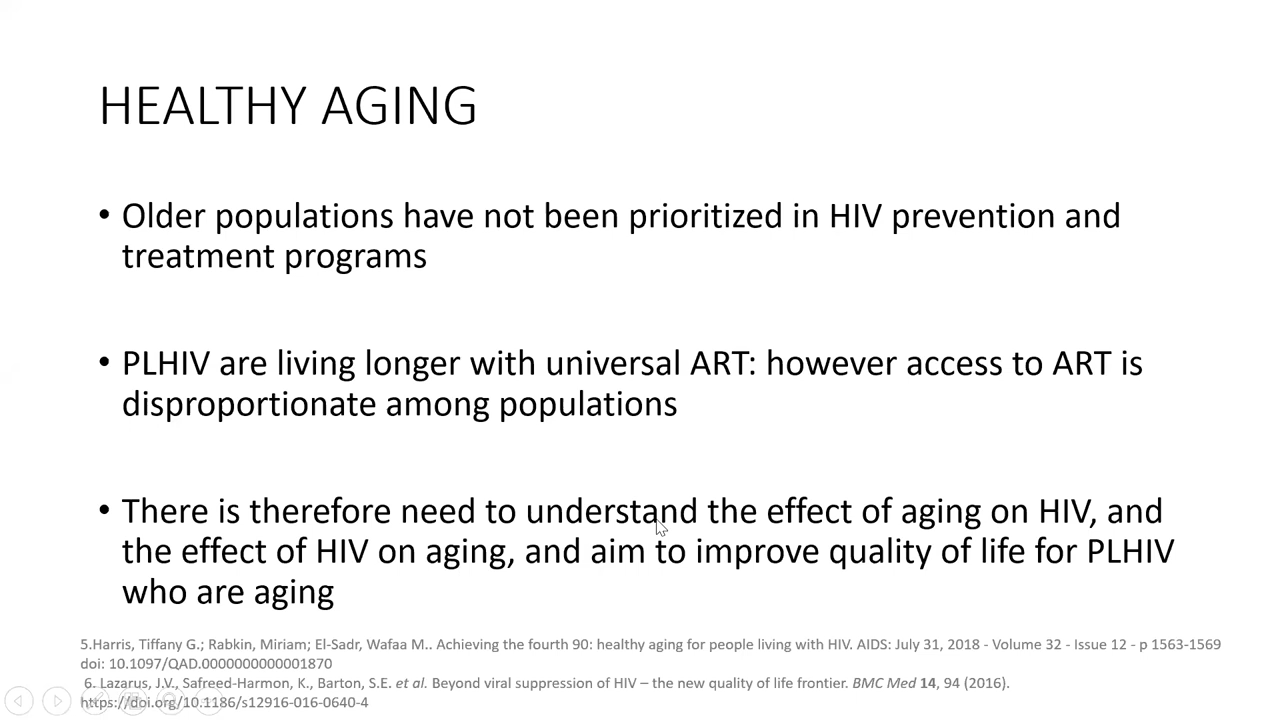 HEALTHY AGING
• Older populations have not been prioritized in HIV prevention and
treatment programs
• PLHIV are living longer with universal ART: however access to ART is
disproportionate among populations
• There is therefore need to understand the effect of aging on HIV, and
the effect of HIV on aging, and aim to improve quality of life for PLHIV
who are aging
5.Harris, Tiffany G.; Rabkin, Miriam; El-Sadr, Wafaa M.. Achieving the fourth 90: healthy aging for people living with HIV. AIDS: July 31, 2018 - Volume 32 - Issue 12 - p 1563-1569
doi: 10.1097/QAD.0000000000001870
6. Lazarus, J.V., Safreed-Harmon, K., Barton, S.E. et al. Beyond viral suppression of HIV – the new quality of life frontier. BMC Med 14, 94 (2016).
https://doi.org/10.1186/s12916-016-0640-4